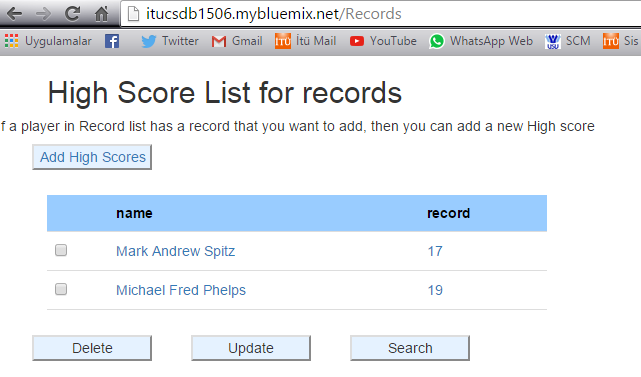 itucsdb1506.mybluemix.net/Records
Uygulamalar Twitter Gmail İTÜ İtü Mail YouTube WhatsApp Web SCM İTÜ Sis
High Score List for records
f a player in Record list has a record that you want to add, then you can add a new High score
Add High Scores
name record
Mark Andrew Spitz 17
Michael Fred Phelps 19
Delete Update Search